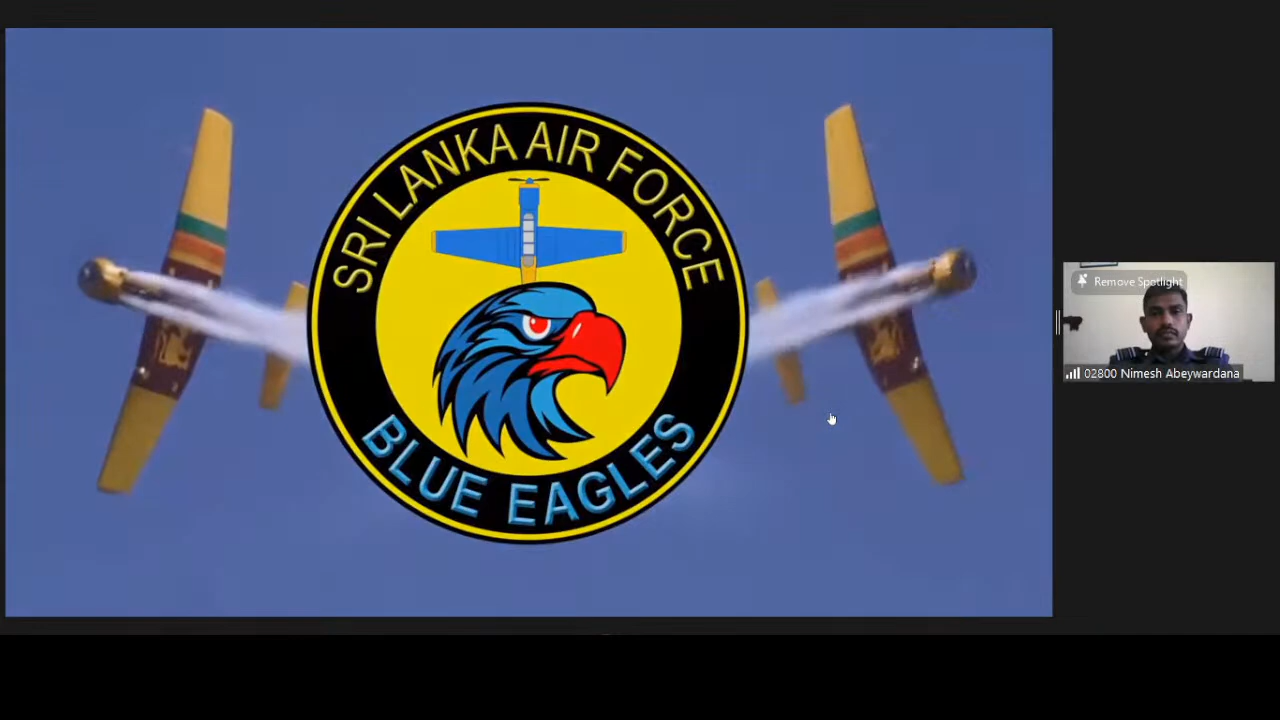 SRI LANKA AIR FORCE
BLUE EAGLES
Remove Spotlight
02800 Nimesh Abeywardana